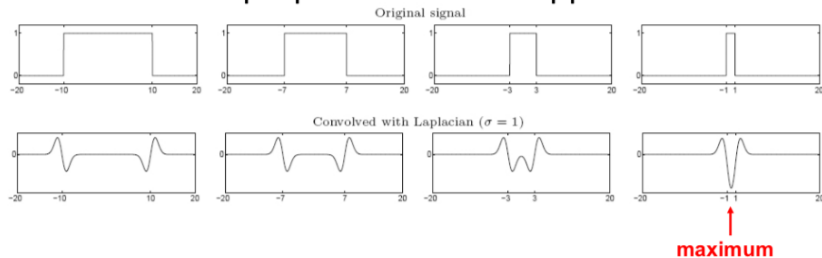 Original signal
1 1 1 1
0 0 0 0
−20 −10 10 20 −20 −7 7 20 −20 −3 3 20 −20 −1 1 20
Convolved with Laplacian (σ = 1)
0 0 0 0
−20 −10 10 20 −20 −7 7 20 −20 −3 3 20 −20 −1 1 20
maximum